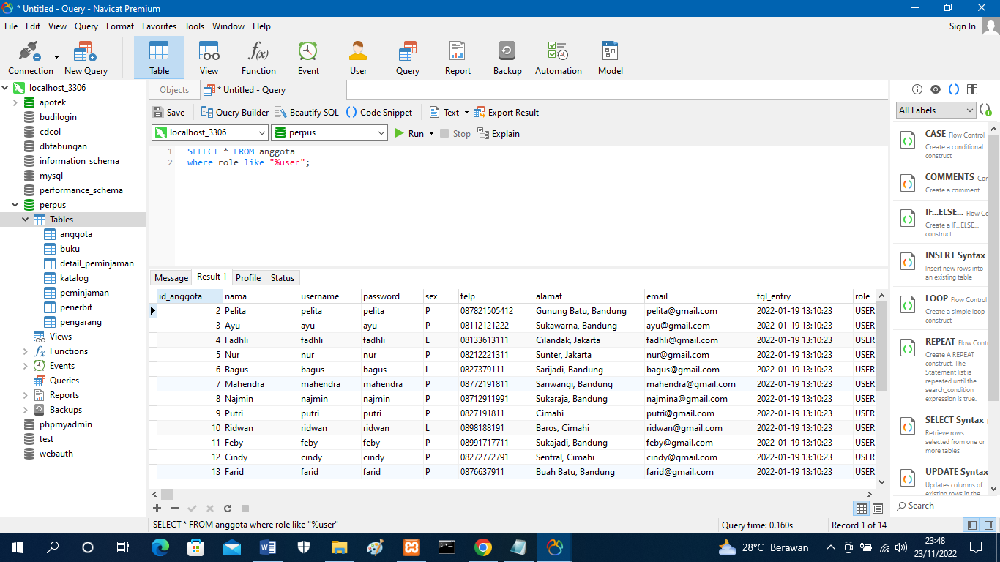 * Untitled - Query - Navicat Premium
File Edit View Query Format Favorites Tools Window Help Sign In
Connection New Query Table View Function Event User Query Report Backup Automation Model
f(x)
localhost_3306
apotek
budilogin
cdcol
dbtabungan
information_schema
mysql
performance_schema
perpus
Tables
anggota
buku
detail_peminjaman
katalog
peminjaman
penerbit
pengarang
Views
fx Functions
Events
Queries
Reports
Backups
phpmyadmin
test
webauth
Objects * Untitled - Query
Save Query Builder Beautify SQL () Code Snippet Text Export Result
localhost_3306 perpus Run Stop Explain
1 SELECT * FROM anggota
2 where role like "%user";
Message Result 1 Profile Status
id_anggota nama username password sex telp alamat email tgl_entry role
2 Pelita pelita pelita P 087821505412 Gunung Batu, Bandung pelita@gmail.com 2022-01-19 13:10:23 USER
3 Ayu ayu ayu P 08112121222 Sukawarna, Bandung ayu@gmail.com 2022-01-19 13:10:23 USER
4 Fadhli fadhli fadhli L 08133613111 Cilandak, Jakarta fadhli@gmail.com 2022-01-19 13:10:23 USER
5 Nur nur nur P 08212221311 Sunter, Jakarta nur@gmail.com 2022-01-19 13:10:23 USER
6 Bagus bagus bagus L 0827379111 Sarijadi, Bandung bagus@gmail.com 2022-01-19 13:10:23 USER
7 Mahendra mahendra mahendra P 08772191811 Sariwangi, Bandung mahendra@gmail.com 2022-01-19 13:10:23 USER
8 Najmin najmin najmin P 08712911991 Sukaraja, Bandung najmina@gmail.com 2022-01-19 13:10:23 USER
9 Putri putri putri P 0827191811 Cimahi putri@gmail.com 2022-01-19 13:10:23 USER
10 Ridwan ridwan ridwan L 0898188191 Baros, Cimahi ridwan@gmail.com 2022-01-19 13:10:23 USER
11 Feby feby feby P 08991717711 Sukajadi, Bandung feby@gmail.com 2022-01-19 13:10:23 USER
12 Cindy cindy cindy P 08272772791 Sentral, Cimahi cindy@gmail.com 2022-01-19 13:10:23 USER
13 Farid farid farid P 0876637911 Buah Batu, Bandung farid@gmail.com 2022-01-19 13:10:23 USER
All Labels
CASE Flow Control
Create a conditional
construct
COMMENTS Con
Create a comment
IF...ELSE... Flow Co
Create a IF...ELSE...
construct
INSERT Syntax
Insert new rows into
an existing table
LOOP Flow Control
Create a simple loop
construct
REPEAT Flow Cont
Create A REPEAT
construct. The
Statement list is
repeated until the
search_condition
expression is true.
SELECT Syntax
Retrieve rows
selected from one or
more tables
UPDATE Syntax
Updates columns of
existing rows in the
Search
SELECT * FROM anggota where role like "%user" Query time: 0.160s Record 1 of 14
28°C Berawan 23:48
23/11/2022